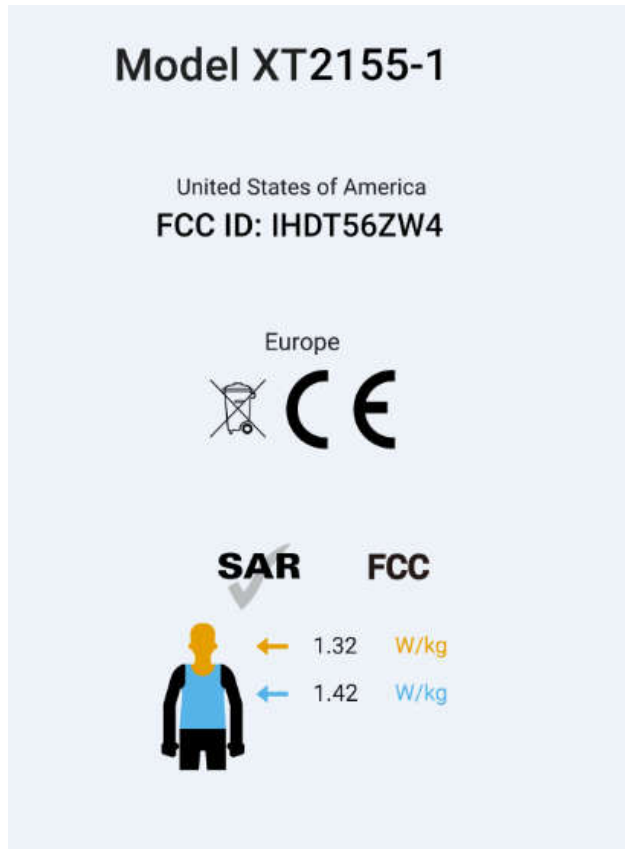 Model XT2155-1
United States of America
FCC ID: IHDT56ZW4
Europe
CE
SAR FCC
1.32 W/kg
1.42 W/kg